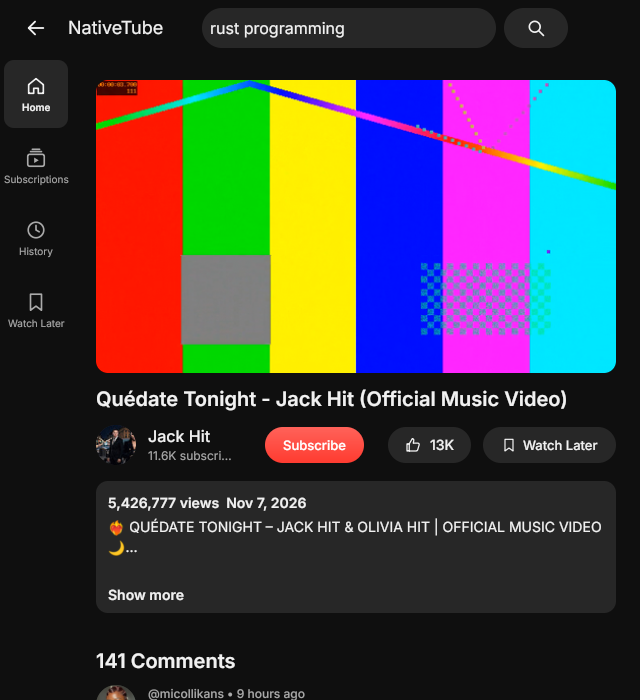 NativeTube
rust programming
Home
Subscriptions
History
Watch Later
Quédate Tonight - Jack Hit (Official Music Video)
Jack Hit
11.6K subscri...
Subscribe
13K
Watch Later
5,426,777 views Nov 7, 2026
❤️‍🔥 QUÉDATE TONIGHT – JACK HIT & OLIVIA HIT | OFFICIAL MUSIC VIDEO
🌙...
Show more
141 Comments
@micollikans • 9 hours ago